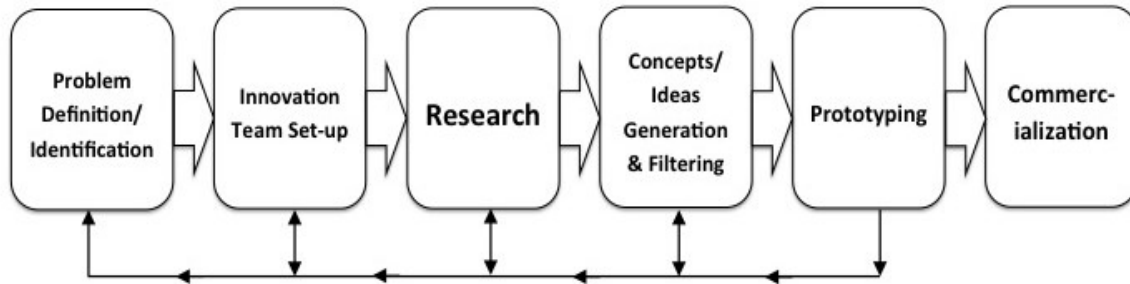 Problem
Definition/
Identification
Innovation
Team Set-up
Research
Concepts/
Ideas
Generation
& Filtering
Prototyping
Commerc-
ialization